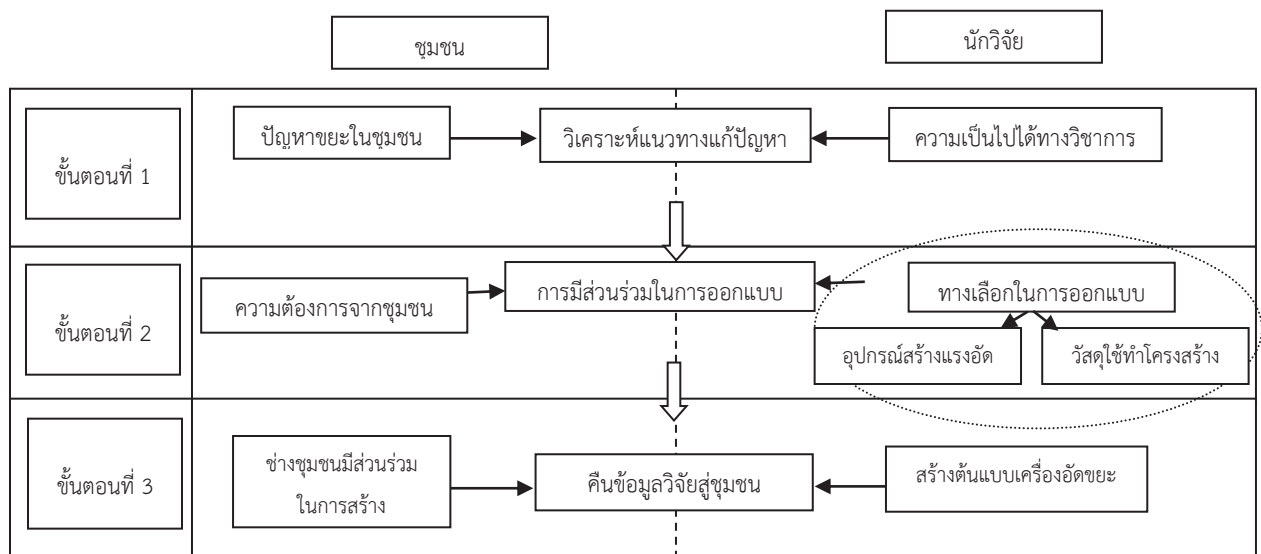 ชุมชน
นักวิจัย
ขั้นตอนที่ 1
ปัญหาขยะในชุมชน
วิเคราะห์แนวทางแก้ปัญหา
ความเป็นไปได้ทางวิชาการ
ขั้นตอนที่ 2
ความต้องการจากชุมชน
การมีส่วนร่วมในการออกแบบ
ทางเลือกในการออกแบบ
อุปกรณ์สร้างแรงอัด
วัสดุใช้ทำโครงสร้าง
ขั้นตอนที่ 3
ช่างชุมชนมีส่วนร่วม
ในการสร้าง
คืนข้อมูลวิจัยสู่ชุมชน
สร้างต้นแบบเครื่องอัดขยะ